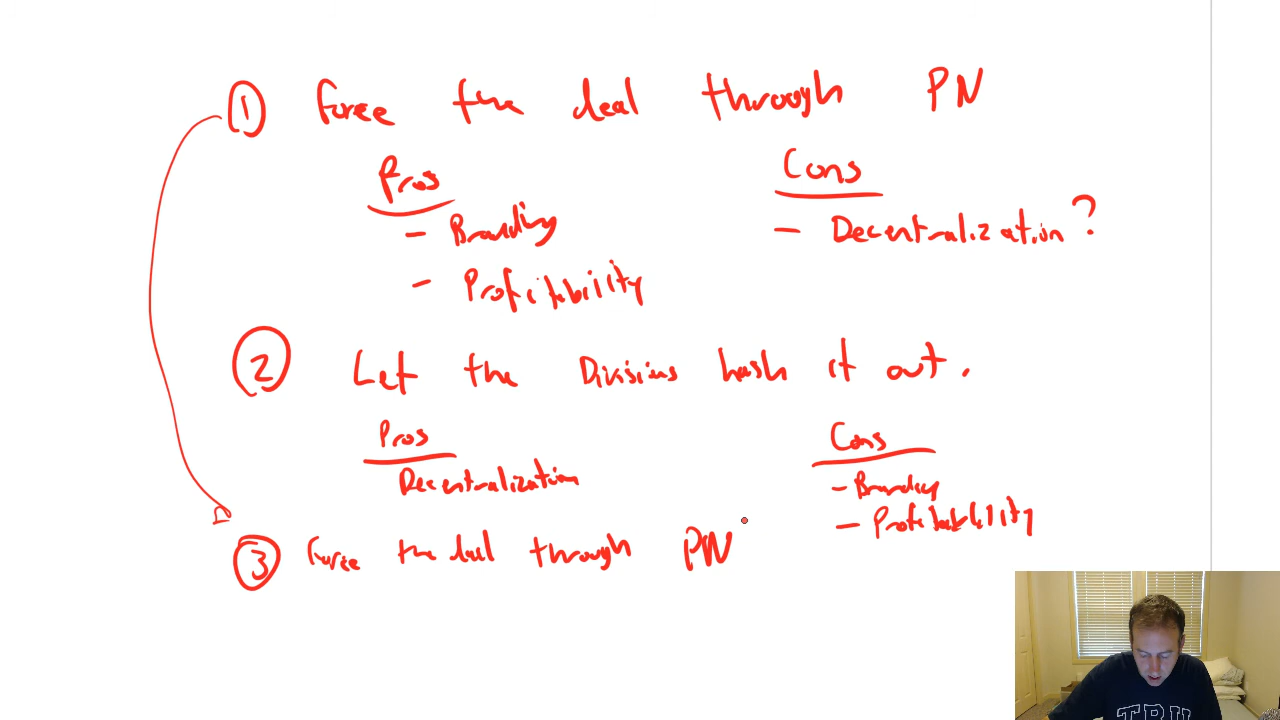 ① Force the deal through PN
Pros
- Branding
- Profitability
Cons
- Decentralization?
② Let the Divisions hash it out.
Pros
Decentralization
Cons
- Branding
- Profitability
③ Force the deal through PN